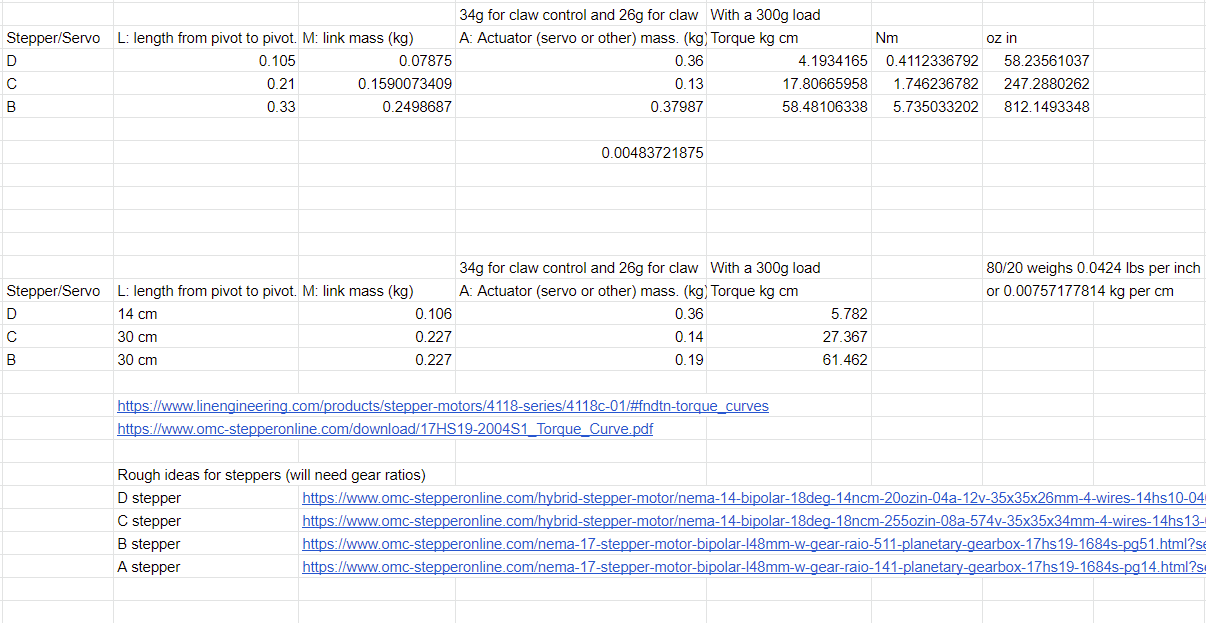 34g for claw control and 26g for claw With a 300g load
Stepper/Servo L: length from pivot to pivot. M: link mass (kg) A: Actuator (servo or other) mass. (kg) Torque kg cm Nm oz in
D 0.105 0.07875 0.36 4.1934165 0.4112336792 58.23561037
C 0.21 0.1590073409 0.13 17.80665958 1.746236782 247.2880262
B 0.33 0.2498687 0.37987 58.48106338 5.735033202 812.1493348
0.00483721875
34g for claw control and 26g for claw With a 300g load 80/20 weighs 0.0424 lbs per inch
Stepper/Servo L: length from pivot to pivot. M: link mass (kg) A: Actuator (servo or other) mass. (kg) Torque kg cm or 0.00757177814 kg per cm
D 14 cm 0.106 0.36 5.782
C 30 cm 0.227 0.14 27.367
B 30 cm 0.227 0.19 61.462
https://www.linengineering.com/products/stepper-motors/4118-series/4118c-01/#fndtn-torque_curves
https://www.omc-stepperonline.com/download/17HS19-2004S1_Torque_Curve.pdf
Rough ideas for steppers (will need gear ratios)
D stepper https://www.omc-stepperonline.com/hybrid-stepper-motor/nema-14-bipolar-18deg-14ncm-20ozin-04a-12v-35x35x26mm-4-wires-14hs10-04
C stepper https://www.omc-stepperonline.com/hybrid-stepper-motor/nema-14-bipolar-18deg-18ncm-255ozin-08a-574v-35x35x34mm-4-wires-14hs13-
B stepper https://www.omc-stepperonline.com/nema-17-stepper-motor-bipolar-l48mm-w-gear-raio-511-planetary-gearbox-17hs19-1684s-pg51.html?s
A stepper https://www.omc-stepperonline.com/nema-17-stepper-motor-bipolar-l48mm-w-gear-raio-141-planetary-gearbox-17hs19-1684s-pg14.html?s